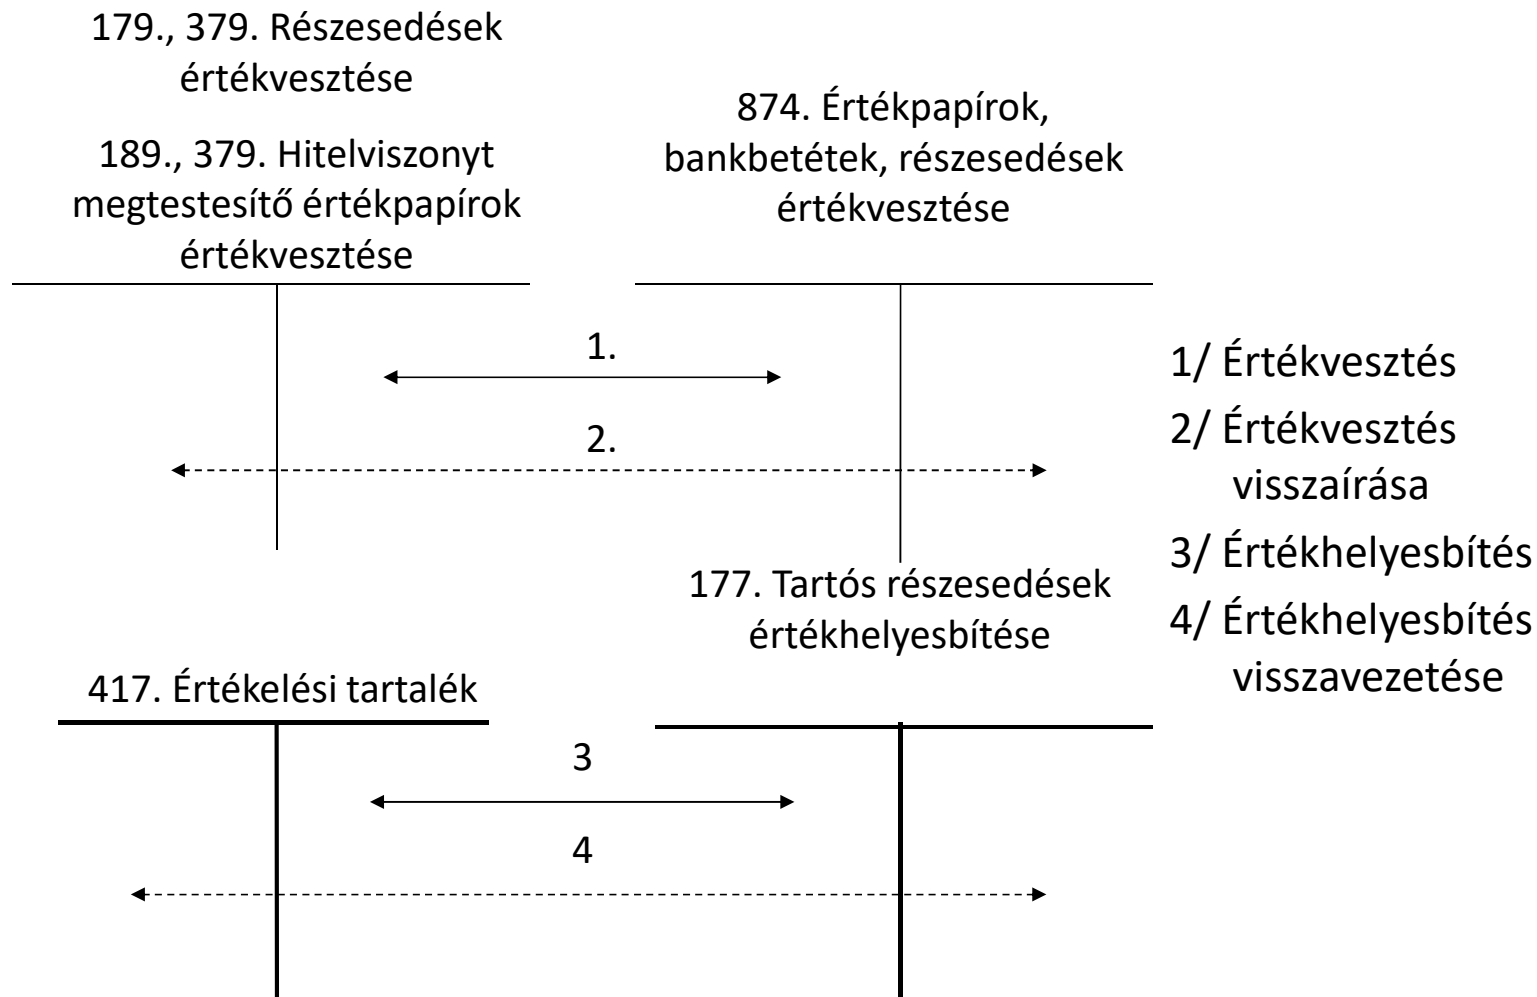 179., 379. Részesedések
értékvesztése
189., 379. Hitelviszonyt
megtestesítő értékpapírok
értékvesztése
874. Értékpapírok,
bankbetétek, részesedések
értékvesztése
1.
2.
1/ Értékvesztés
2/ Értékvesztés
visszaírása
3/ Értékhelyesbítés
4/ Értékhelyesbítés
visszavezetése
177. Tartós részesedések
értékhelyesbítése
417. Értékelési tartalék
3
4